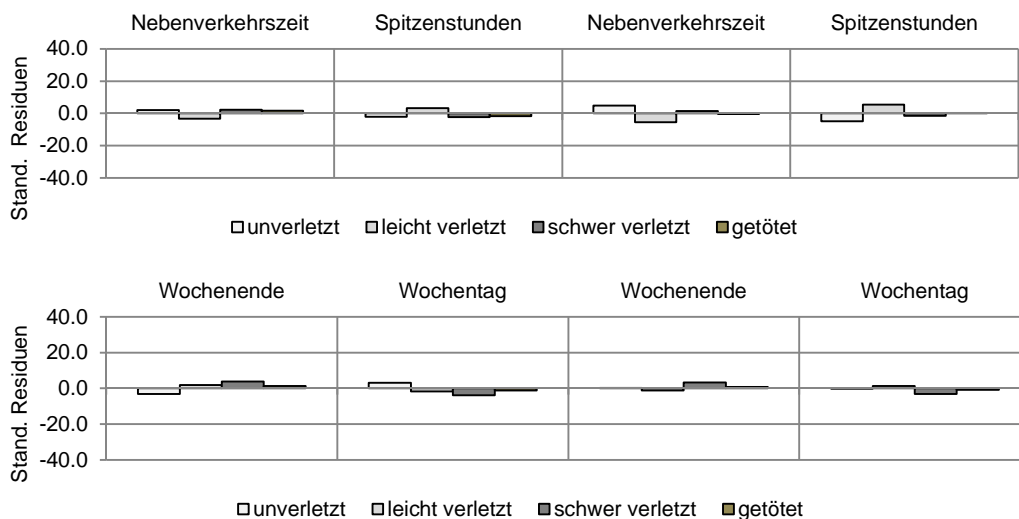 Nebenverkehrszeit Spitzenstunden Nebenverkehrszeit Spitzenstunden
40.0
20.0
0.0
-20.0
-40.0
Stand. Residuen
unverletzt leicht verletzt schwer verletzt getötet
Wochenende Wochentag Wochenende Wochentag
40.0
20.0
0.0
-20.0
-40.0
Stand. Residuen
unverletzt leicht verletzt schwer verletzt getötet